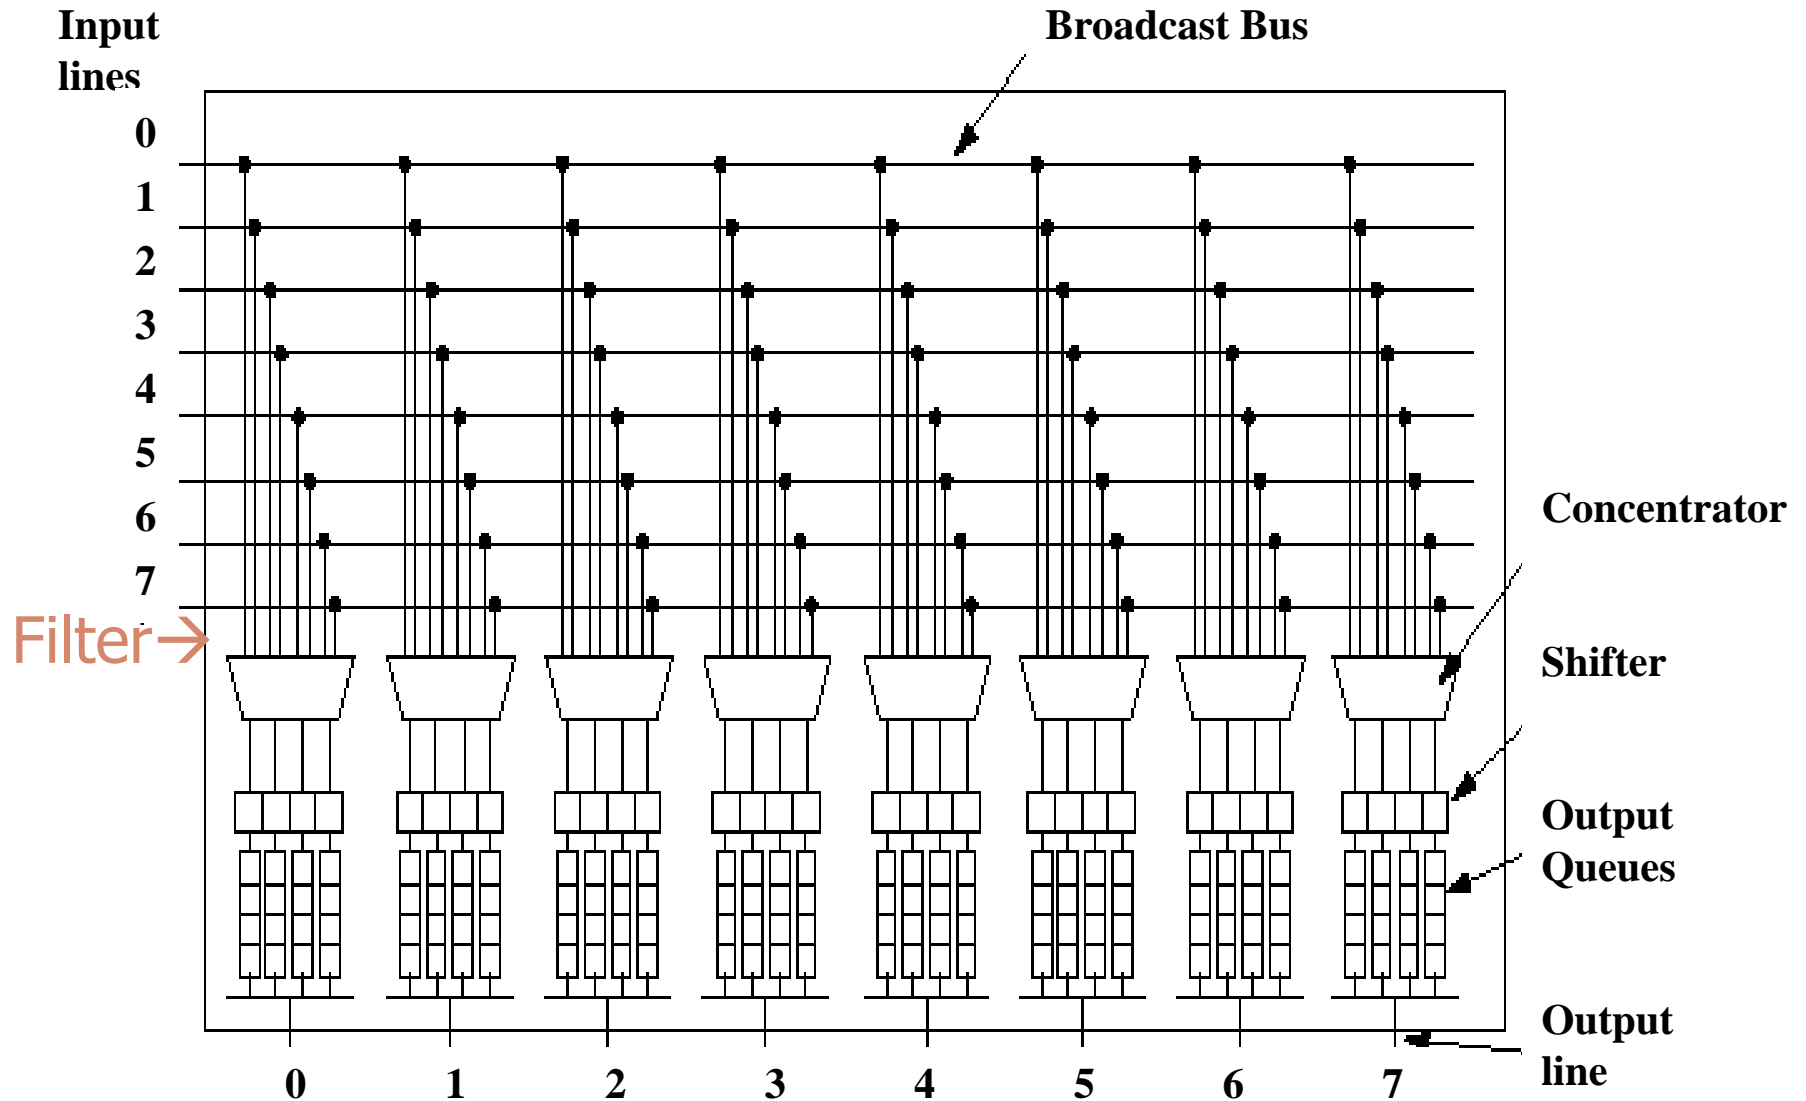 Input
lines
Broadcast Bus
0
1
2
3
4
5
6
7
Filter→
Concentrator
Shifter
Output
Queues
Output
line
0 1 2 3 4 5 6 7